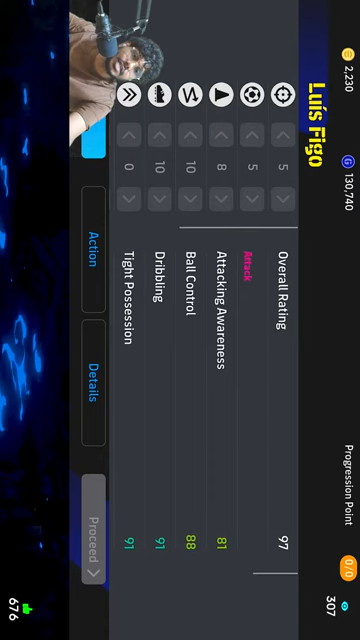 2,230
G 130,740
Luís Figo
Progression Point
0/0
307
5
5
8
10
10
0
Overall Rating 97
Attack
Attacking Awareness 81
Ball Control 88
Dribbling 91
Tight Possession 91
Action
Details
Proceed
676